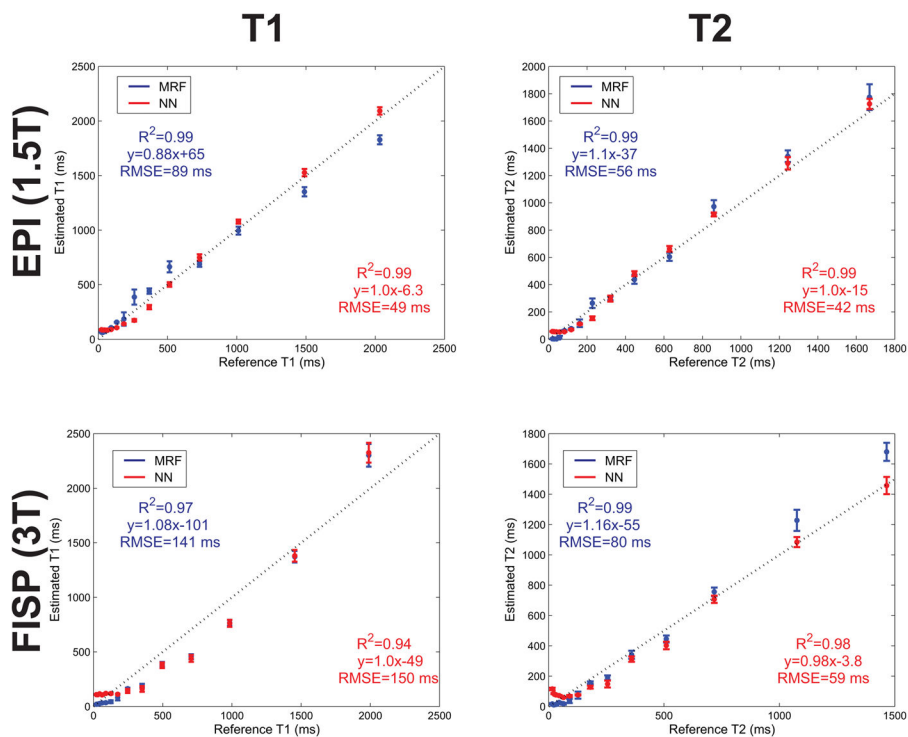 T1
T2
EPI (1.5T)
FISP (3T)
2500
2000
1500
1000
500
0
0
500
1000
1500
2000
2500
Estimated T1 (ms)
Reference T1 (ms)
MRF
NN
R²=0.99
y=0.88x+65
RMSE=89 ms
R²=0.99
y=1.0x-6.3
RMSE=49 ms
2000
1800
1600
1400
1200
1000
800
600
400
200
0
0
200
400
600
800
1000
1200
1400
1600
1800
Estimated T2 (ms)
Reference T2 (ms)
MRF
NN
R²=0.99
y=1.1x-37
RMSE=56 ms
R²=0.99
y=1.0x-15
RMSE=42 ms
2500
2000
1500
1000
500
0
0
500
1000
1500
2000
2500
Estimated T1 (ms)
Reference T1 (ms)
MRF
NN
R²=0.97
y=1.08x-101
RMSE=141 ms
R²=0.94
y=1.0x-49
RMSE=150 ms
1800
1600
1400
1200
1000
800
600
400
200
0
0
500
1000
1500
Estimated T2 (ms)
Reference T2 (ms)
MRF
NN
R²=0.99
y=1.16x-55
RMSE=80 ms
R²=0.98
y=0.98x-3.8
RMSE=59 ms